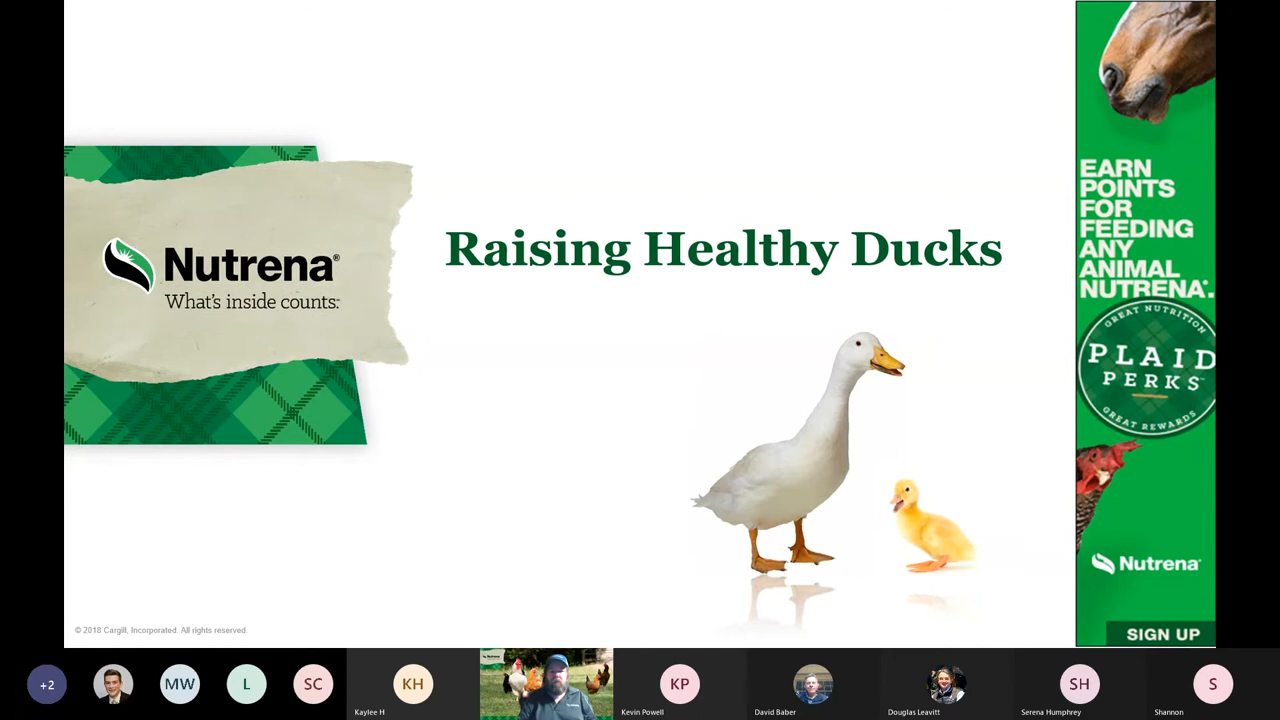 Nutrena®
What's inside counts.
Raising Healthy Ducks
© 2018 Cargill, Incorporated. All rights reserved.
EARN
POINTS
FOR
FEEDING
ANY
ANIMAL
NUTRENA®.
GREAT NUTRITION
PLAID
PERKS™
GREAT REWARDS
Nutrena®
SIGN UP
+2
MW
L
SC
KH
Kaylee H
KP
Kevin Powell
David Baber
Douglas Leavitt
SH
Serena Humphrey
S
Shannon